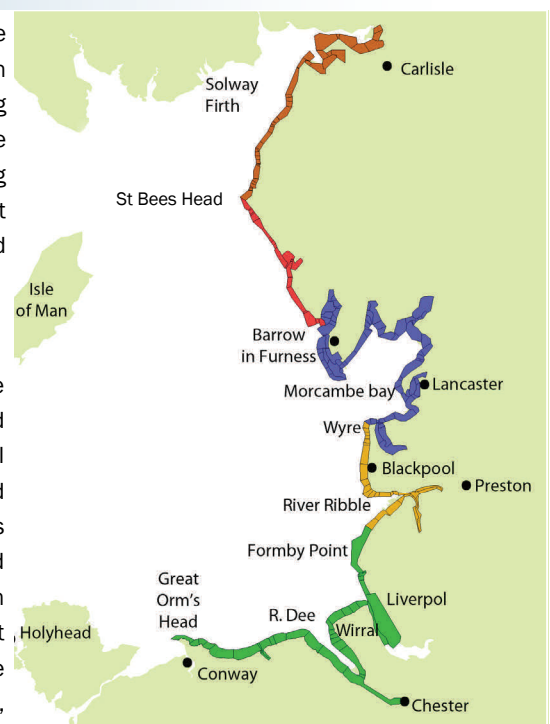 Carlisle
Solway
Firth
St Bees Head
Isle
of Man
Barrow
in Furness
Morcambe bay
Lancaster
Wyre
Blackpool
Preston
River Ribble
Formby Point
Great
Orm's
Head
R. Dee
Liverpol
Wirral
Holyhead
Conway
Chester